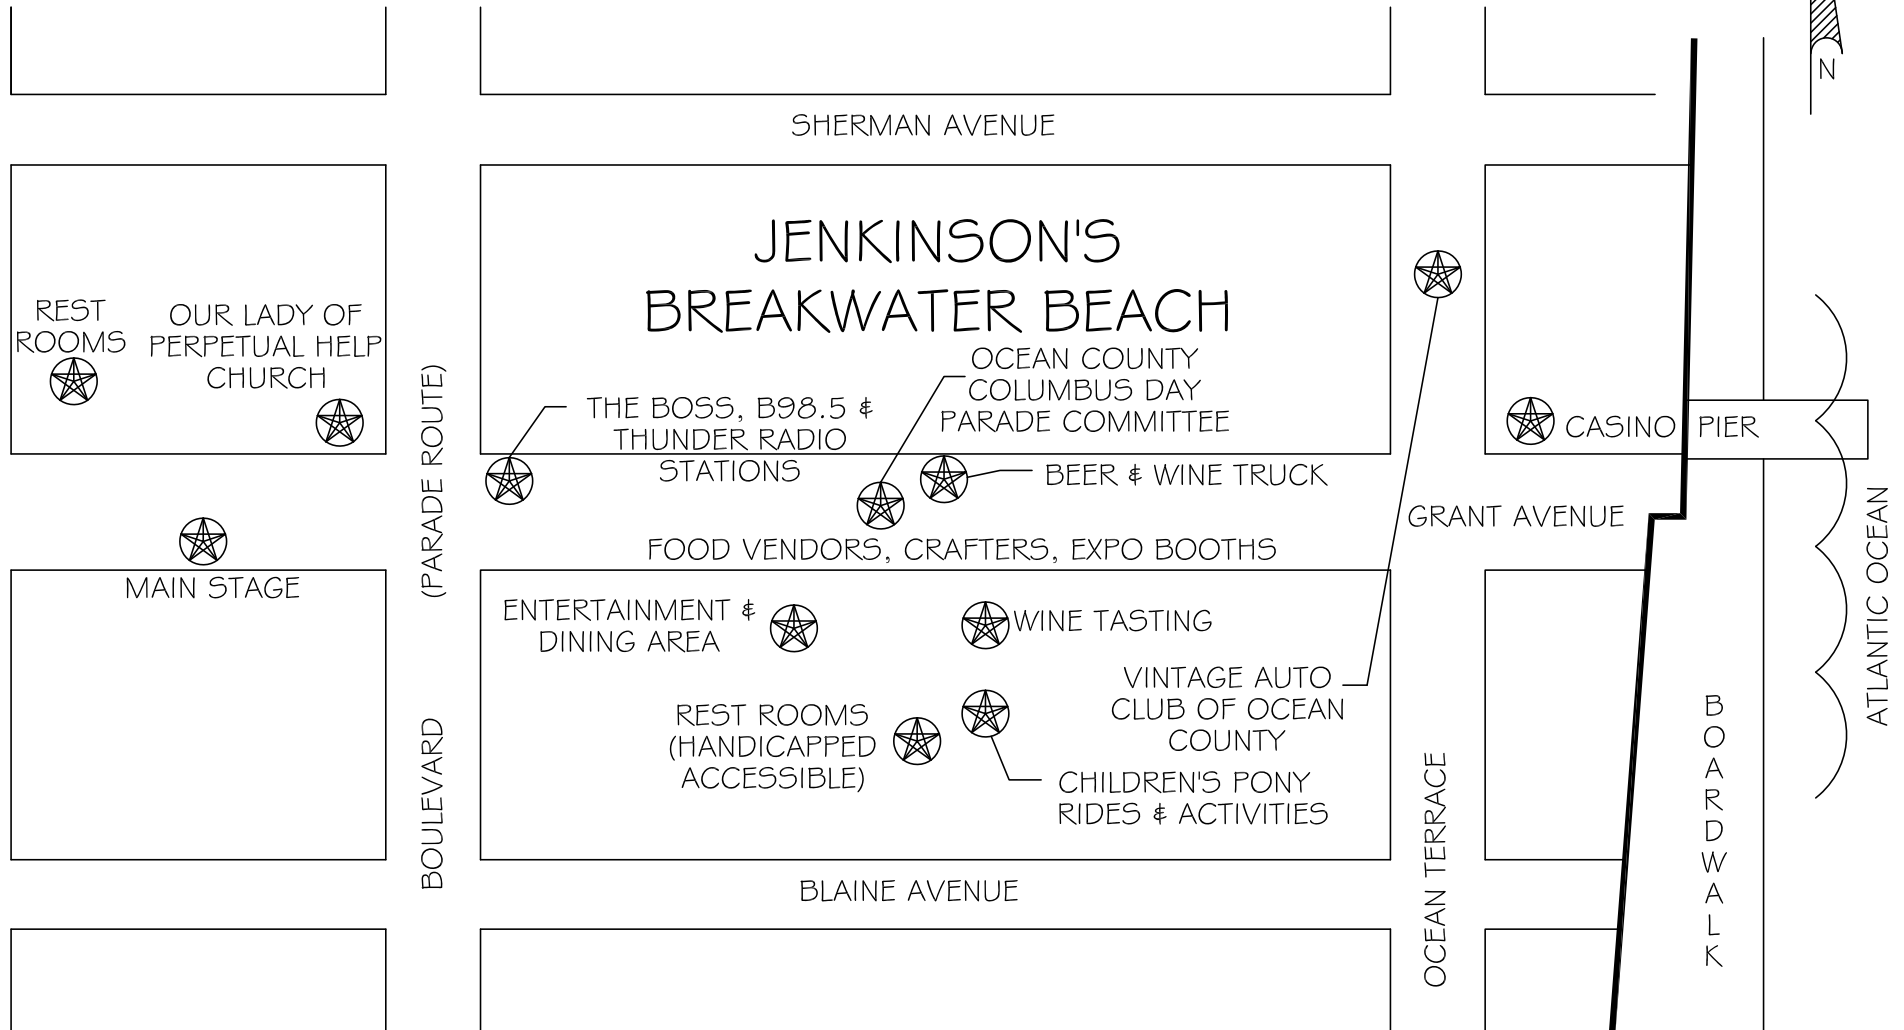 N
SHERMAN AVENUE
JENKINSON'S
BREAKWATER BEACH
REST
ROOMS
OUR LADY OF
PERPETUAL HELP
CHURCH
(PARADE ROUTE)
THE BOSS, B98.5 &
THUNDER RADIO
STATIONS
OCEAN COUNTY
COLUMBUS DAY
PARADE COMMITTEE
BEER & WINE TRUCK
CASINO PIER
GRANT AVENUE
ATLANTIC OCEAN
FOOD VENDORS, CRAFTERS, EXPO BOOTHS
MAIN STAGE
ENTERTAINMENT &
DINING AREA
WINE TASTING
VINTAGE AUTO
CLUB OF OCEAN
COUNTY
REST ROOMS
(HANDICAPPED
ACCESSIBLE)
CHILDREN'S PONY
RIDES & ACTIVITIES
BOULEVARD
OCEAN TERRACE
BOARDWALK
BLAINE AVENUE